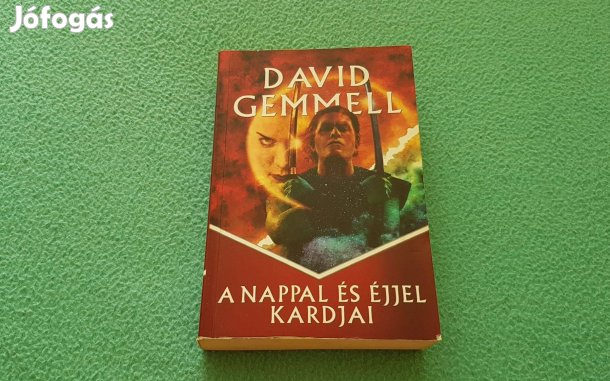 Jófogás
DAVID
GEMMELL
A NAPPAL ÉS ÉJJEL
KARDJAI